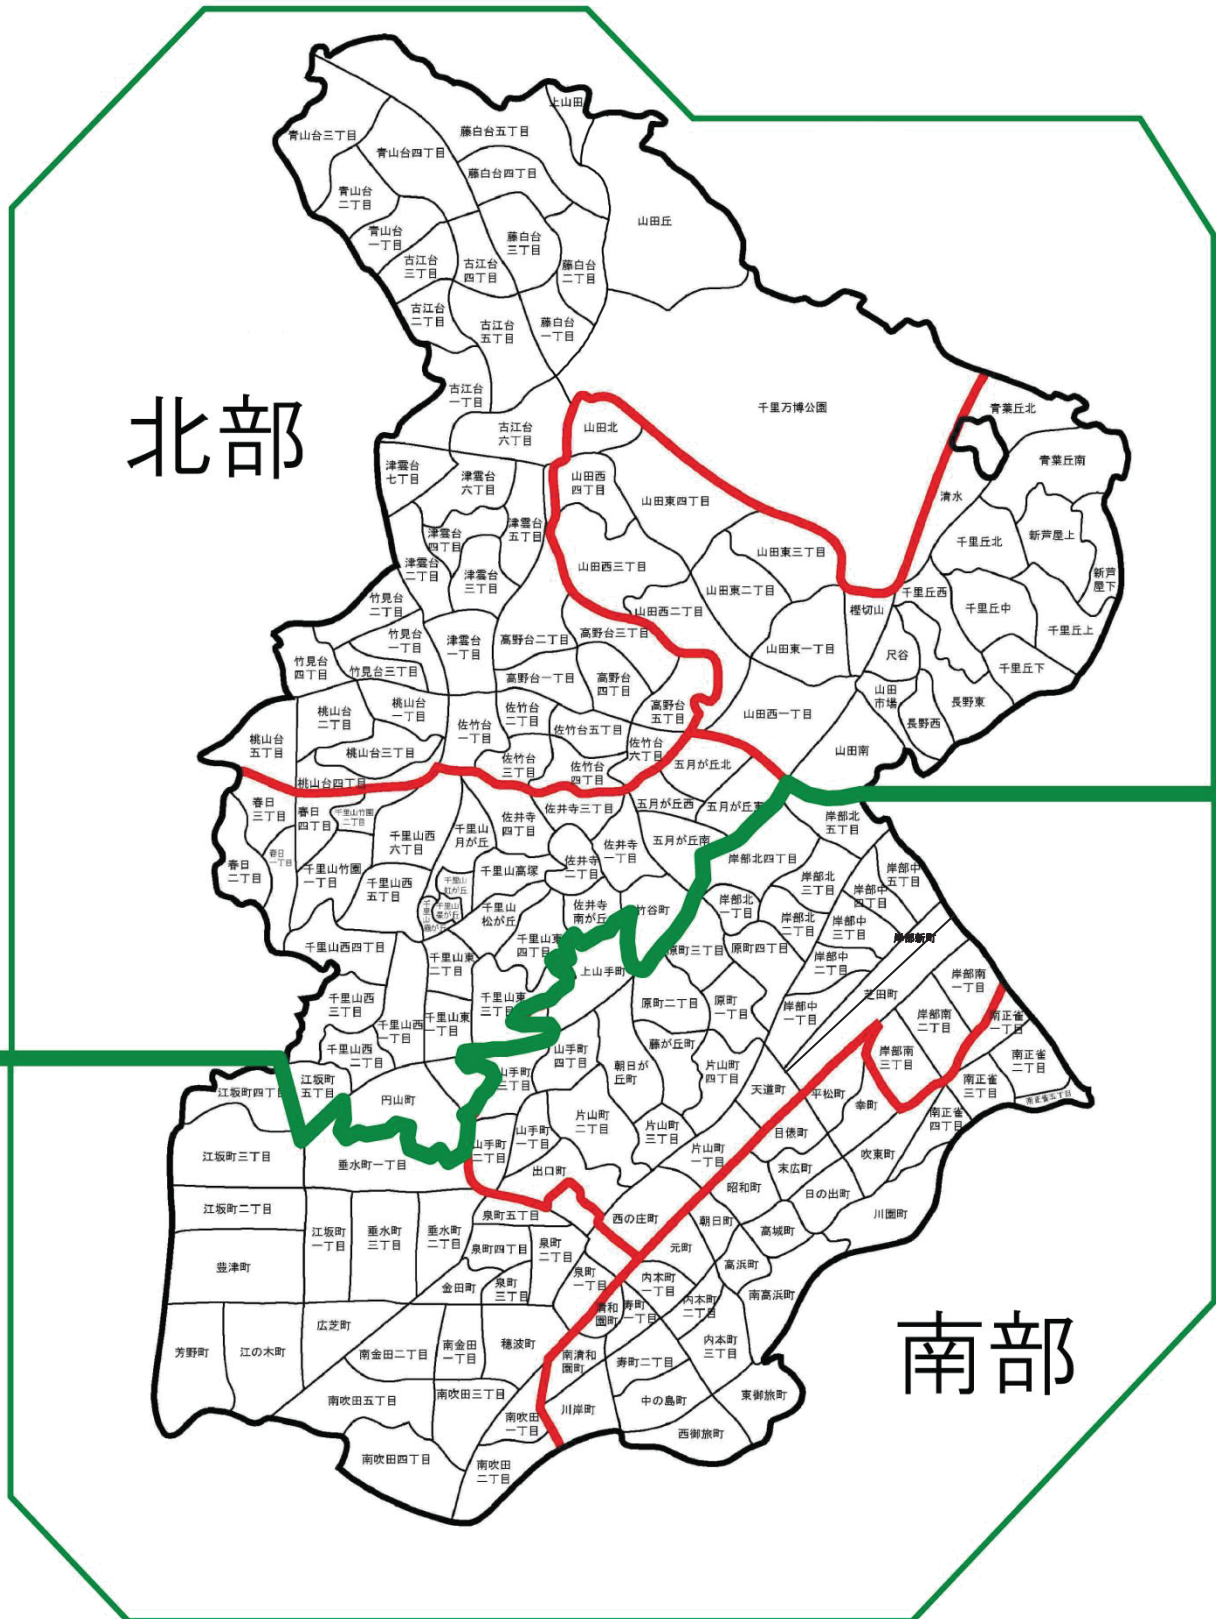 上山田
青山台三丁目
青山台四丁目
藤白台五丁目
藤白台四丁目
青山台
二丁目
山田丘
青山台
一丁目
藤白台
三丁目
古江台
三丁目
古江台
四丁目
藤白台
二丁目
古江台
二丁目
古江台
五丁目
藤白台
一丁目
北部
古江台
一丁目
千里万博公園
青葉丘北
古江台
六丁目
山田北
青葉丘南
津雲台
七丁目
津雲台
六丁目
山田西
四丁目
山田東四丁目
清水
津雲台
五丁目
津雲台
四丁目
千里丘北
新芦屋上
山田東三丁目
津雲台
二丁目
津雲台
三丁目
山田西三丁目
新芦
屋下
竹見台
二丁目
山田東二丁目
千里丘西
千里丘中
山田西二丁目
樫切山
竹見台
一丁目
津雲台
一丁目
高野台二丁目
高野台三丁目
山田東一丁目
千里丘上
竹見台
四丁目
竹見台三丁目
尺谷
千里丘下
高野台一丁目
高野台
四丁目
山田
市場
長野東
桃山台
二丁目
桃山台
一丁目
佐竹台
二丁目
高野台
五丁目
山田西一丁目
長野西
桃山台
五丁目
佐竹台
一丁目
佐竹台五丁目
桃山台三丁目
佐竹台
六丁目
山田南
佐竹台
三丁目
佐竹台
四丁目
五月が丘北
桃山台四丁目
春日
三丁目
春日
四丁目
千里山竹園
二丁目
佐井寺三丁目
五月が丘西
五月が丘東
岸部北
五丁目
千里山西
六丁目
千里山
月が丘
佐井寺
四丁目
佐井寺
一丁目
五月が丘南
春日
二丁目
春日
一丁目
千里山竹園
一丁目
千里山西
五丁目
千里山
虹が丘
千里山高塚
佐井寺
二丁目
岸部北四丁目
岸部北
三丁目
岸部中
五丁目
岸部中
四丁目
千里山
星が丘
千里山
松が丘
佐井寺
南が丘
竹谷町
岸部北
一丁目
岸部北
二丁目
岸部中
三丁目
岸部新町
千里山西四丁目
千里山東
二丁目
千里山東
四丁目
原町三丁目
原町四丁目
岸部中
二丁目
上山手町
岸部南
一丁目
千里山西
三丁目
千里山東
三丁目
原町二丁目
原町
一丁目
岸部中
一丁目
芝田町
千里山西
一丁目
千里山東
一丁目
岸部南
二丁目
南正雀
一丁目
千里山西
二丁目
山手町
四丁目
藤が丘町
岸部南
三丁目
南正雀
二丁目
江坂町四丁目
江坂町
五丁目
山手町
三丁目
朝日が
丘町
片山町
四丁目
天道町
平松町
南正雀
三丁目
円山町
幸町
南正雀五丁目
片山町
二丁目
南正雀
四丁目
山手町
二丁目
山手町
一丁目
片山町
三丁目
目俵町
江坂町三丁目
垂水町一丁目
片山町
一丁目
出口町
末広町
吹東町
昭和町
日の出町
江坂町二丁目
泉町五丁目
西の庄町
朝日町
川園町
江坂町
一丁目
垂水町
三丁目
垂水町
二丁目
泉町四丁目
泉町
二丁目
元町
高城町
豊津町
高浜町
金田町
泉町
三丁目
泉町
一丁目
内本町
一丁目
南高浜町
広芝町
清和
園町
寿町
一丁目
内本町
二丁目
芳野町
江の木町
南金田二丁目
南金田
一丁目
穂波町
南清和
園町
寿町二丁目
内本町
三丁目
南部
南吹田五丁目
南吹田三丁目
川岸町
中の島町
東御旅町
南吹田
一丁目
西御旅町
南吹田四丁目
南吹田
二丁目